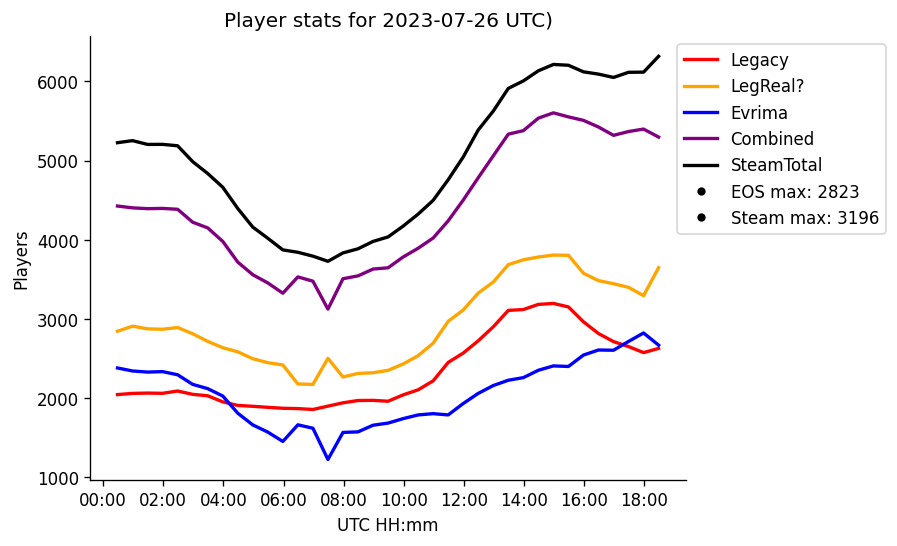 Player stats for 2023-07-26 UTC)
Players
6000
5000
4000
3000
2000
1000
00:00 02:00 04:00 06:00 08:00 10:00 12:00 14:00 16:00 18:00
UTC HH:mm
Legacy
LegReal?
Evrima
Combined
SteamTotal
EOS max: 2823
Steam max: 3196